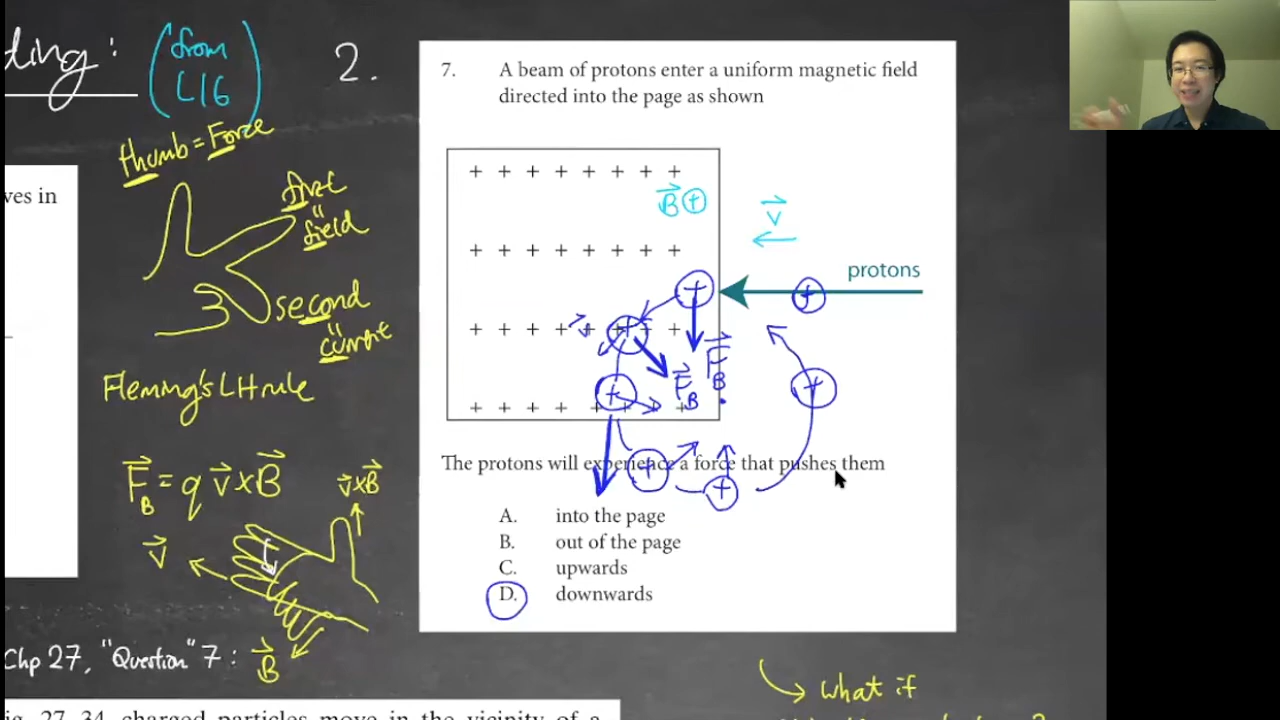 ding:
(from
L16)
thumb = Force
first
"
field
second
"
current
Fleming's LH rule
F_B = q v × B
v × B
v
B
Chp 27, "Question" 7:
ves in
2.
7. A beam of protons enter a uniform magnetic field
directed into the page as shown
+ + + + + + + +
B +
v
+ + + + + + + +
protons
+ +
+ + + + + + + +
v
F_B
F_B
+
+ + + + + + + +
+
The protons will experience a force that pushes them
+ +
A. into the page
B. out of the page
C. upwards
D. downwards
what if
fig. 27-34, charged particles move in the vicinity of a